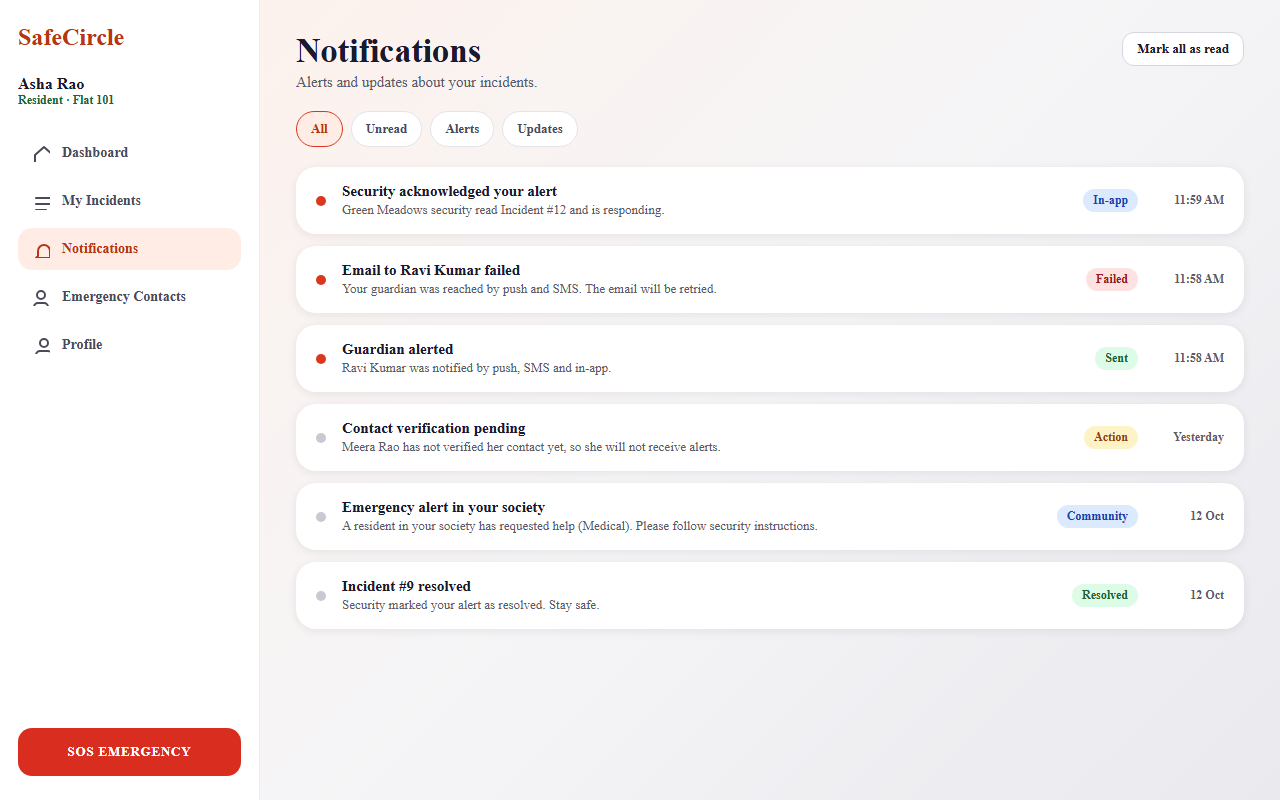 SafeCircle
Asha Rao
Resident · Flat 101
Dashboard
My Incidents
Notifications
Emergency Contacts
Profile
SOS EMERGENCY
Notifications
Alerts and updates about your incidents.
Mark all as read
All
Unread
Alerts
Updates
Security acknowledged your alert
Green Meadows security read Incident #12 and is responding.
In-app
11:59 AM
Email to Ravi Kumar failed
Your guardian was reached by push and SMS. The email will be retried.
Failed
11:58 AM
Guardian alerted
Ravi Kumar was notified by push, SMS and in-app.
Sent
11:58 AM
Contact verification pending
Meera Rao has not verified her contact yet, so she will not receive alerts.
Action
Yesterday
Emergency alert in your society
A resident in your society has requested help (Medical). Please follow security instructions.
Community
12 Oct
Incident #9 resolved
Security marked your alert as resolved. Stay safe.
Resolved
12 Oct